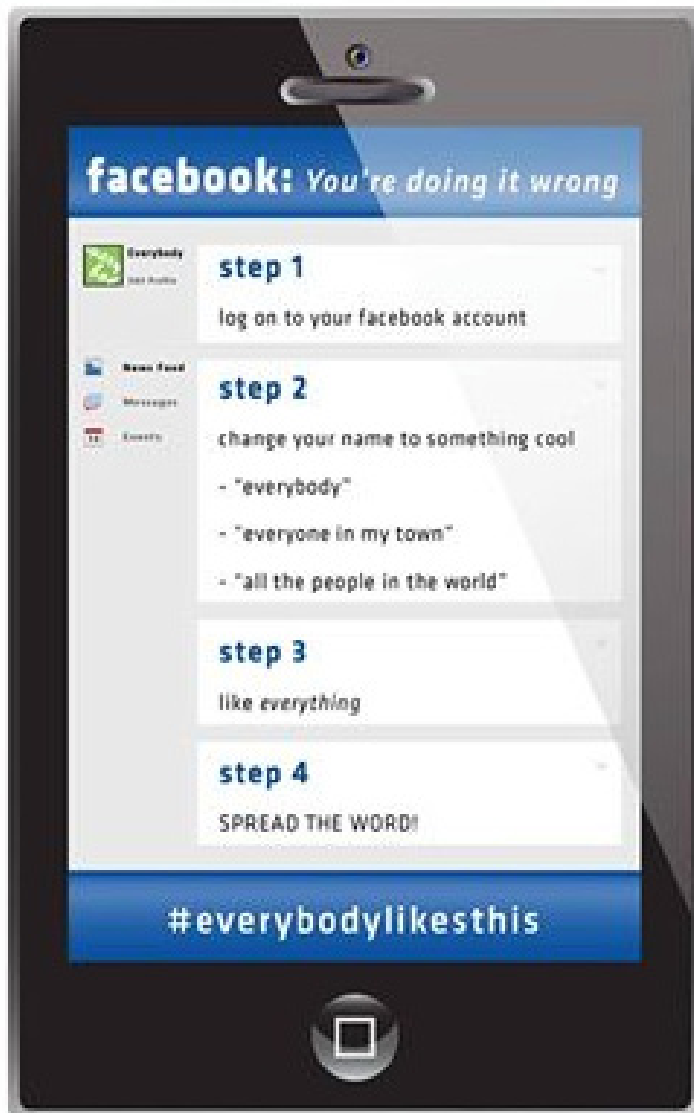 facebook: You're doing it wrong
Everybody
Edit Profile
step 1
log on to your facebook account
News Feed
Messages
Events
step 2
change your name to something cool
- "everybody"
- "everyone in my town"
- "all the people in the world"
step 3
like everything
step 4
SPREAD THE WORD!
#everybodylikesthis